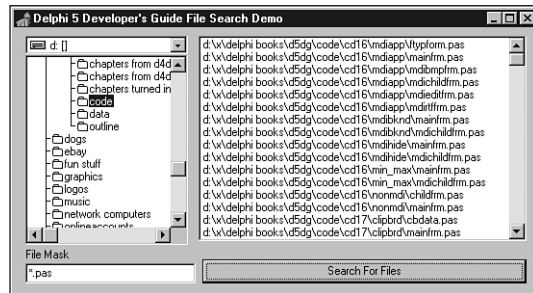 Delphi 5 Developer's Guide File Search Demo
d: []
chapters from d4d
chapters from d4d
chapters turned in
code
data
outline
dogs
ebay
fun stuff
graphics
logos
music
network computers
onlineaccounts
File Mask
*.pas
d:\x\delphi books\d5dg\code\cd16\mdiapp\ftypform.pas
d:\x\delphi books\d5dg\code\cd16\mdiapp\mainfrm.pas
d:\x\delphi books\d5dg\code\cd16\mdiapp\mdibmpfrm.pas
d:\x\delphi books\d5dg\code\cd16\mdiapp\mdichildfrm.pas
d:\x\delphi books\d5dg\code\cd16\mdiapp\mdieditfrm.pas
d:\x\delphi books\d5dg\code\cd16\mdiapp\mdirtffrm.pas
d:\x\delphi books\d5dg\code\cd16\mdibknd\mainfrm.pas
d:\x\delphi books\d5dg\code\cd16\mdibknd\mdichildfrm.pas
d:\x\delphi books\d5dg\code\cd16\mdihide\mainfrm.pas
d:\x\delphi books\d5dg\code\cd16\mdihide\mdichildfrm.pas
d:\x\delphi books\d5dg\code\cd16\min_max\mainfrm.pas
d:\x\delphi books\d5dg\code\cd16\min_max\mdichildfrm.pas
d:\x\delphi books\d5dg\code\cd16\nonmdi\childfrm.pas
d:\x\delphi books\d5dg\code\cd16\nonmdi\mainfrm.pas
d:\x\delphi books\d5dg\code\cd17\clipbrd\cbdata.pas
d:\x\delphi books\d5dg\code\cd17\clipbrd\mainfrm.pas
Search For Files